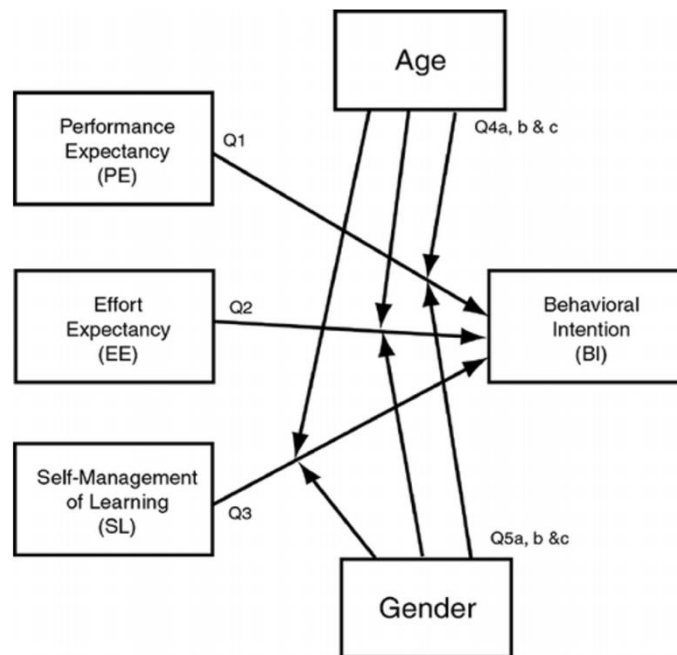 Age
Q4a, b & c
Performance
Expectancy
(PE)
Q1
Effort
Expectancy
(EE)
Q2
Behavioral
Intention
(BI)
Self-Management
of Learning
(SL)
Q3
Q5a, b &c
Gender